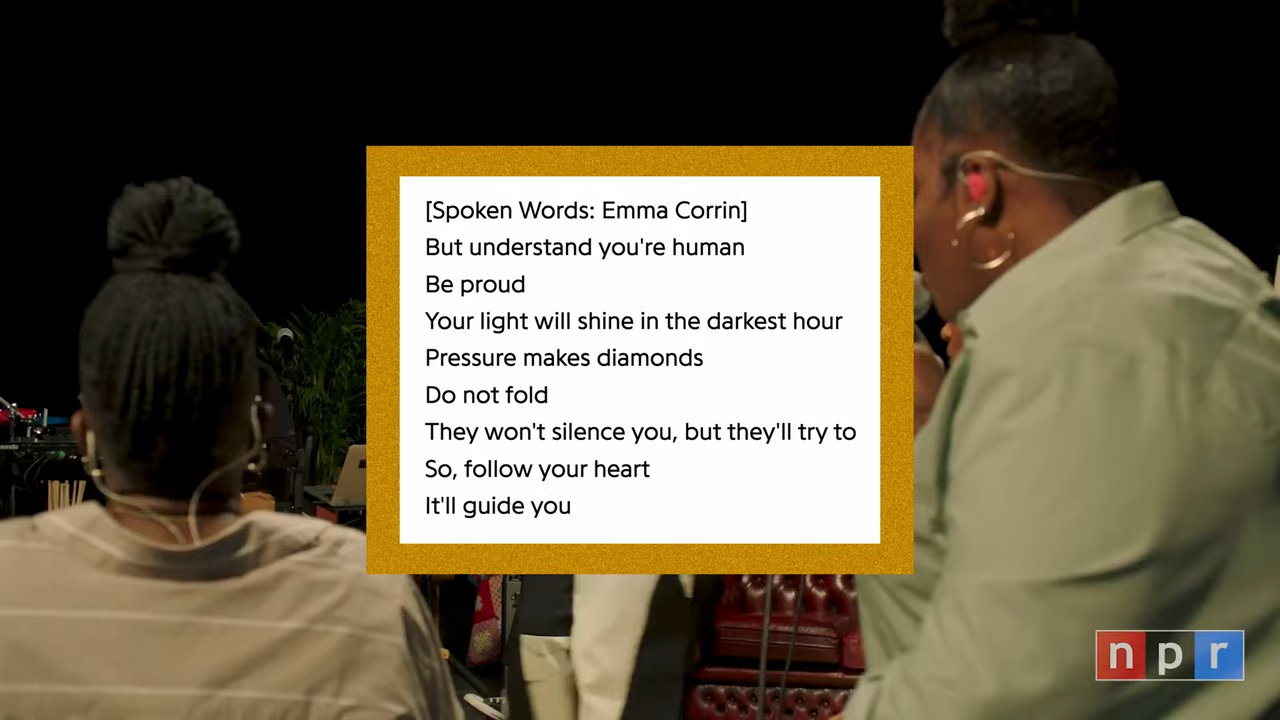 [Spoken Words: Emma Corrin]
But understand you're human
Be proud
Your light will shine in the darkest hour
Pressure makes diamonds
Do not fold
They won't silence you, but they'll try to
So, follow your heart
It'll guide you
npr